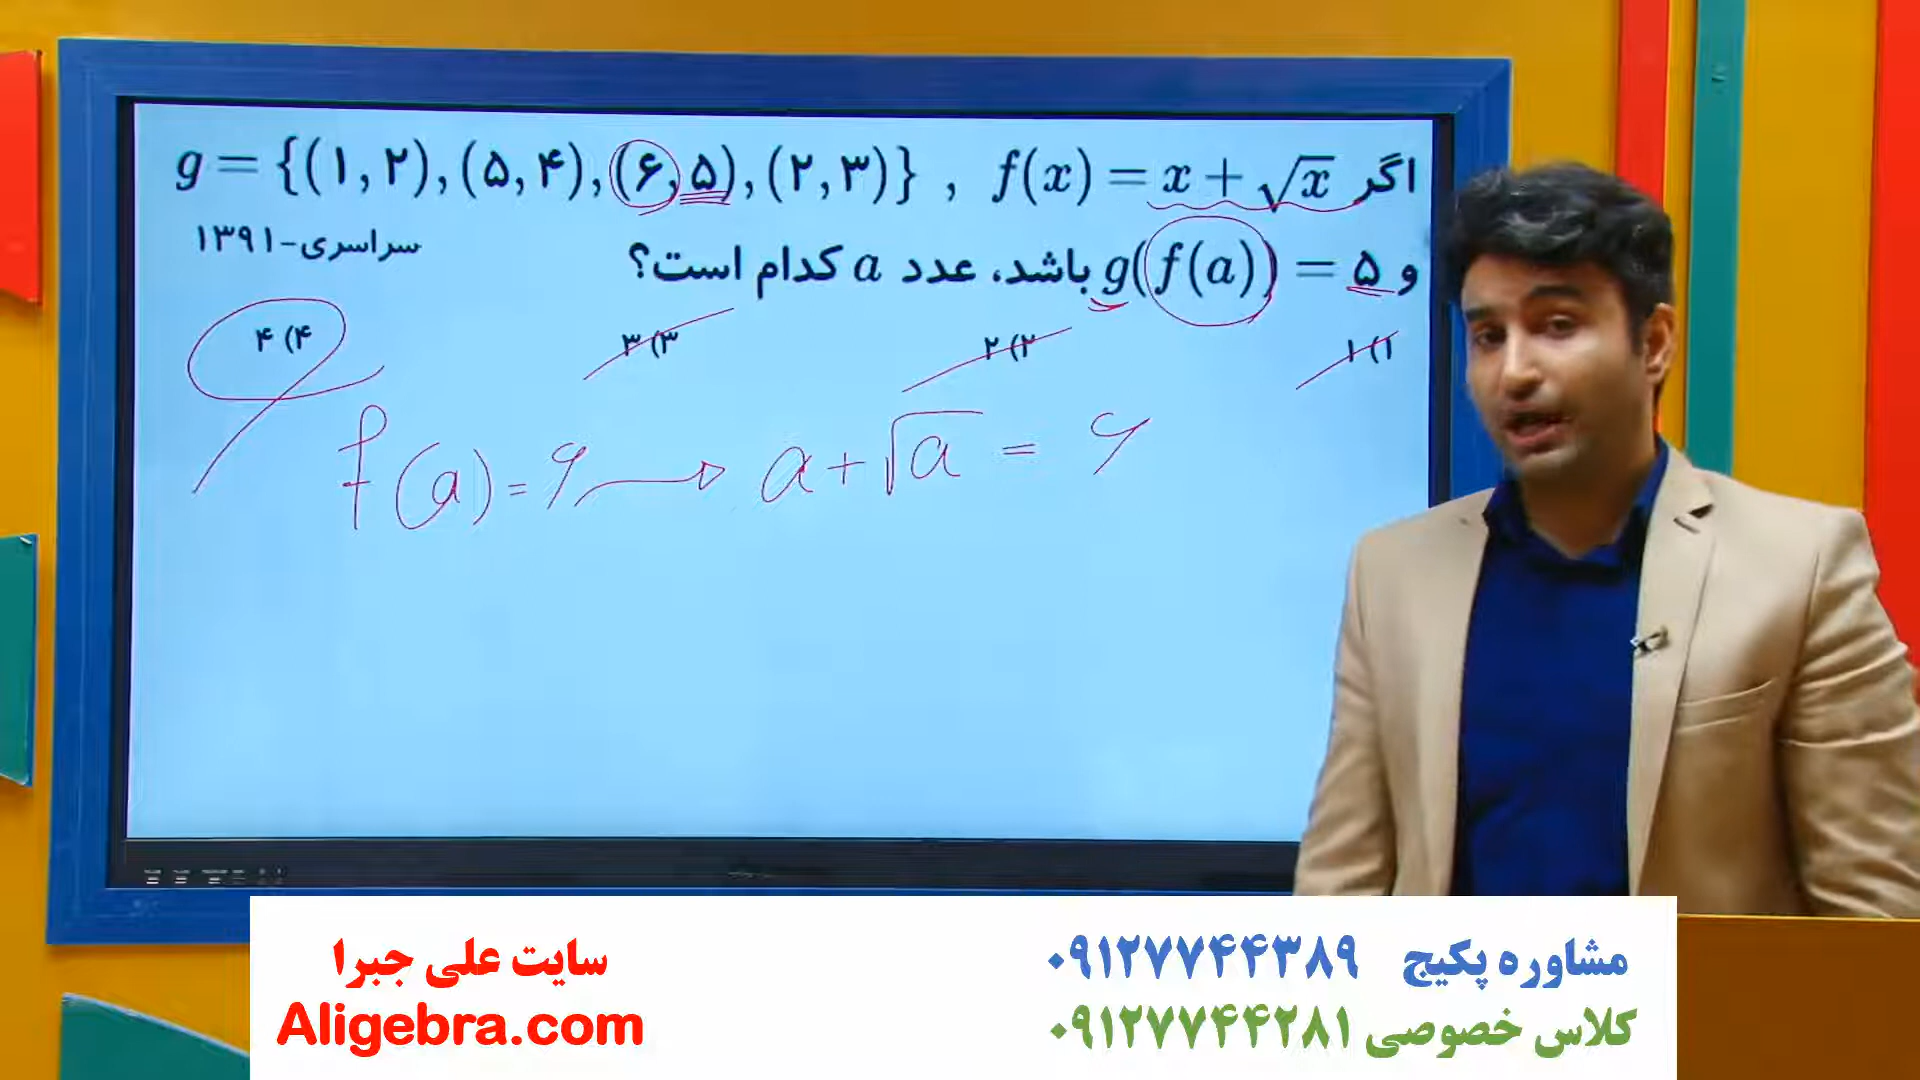 اگر g = {(۱, ۲), (۵, ۴), (۶, ۵), (۲, ۳)} , f(x) = x + √x
و g(f(a)) = ۵ باشد، عدد a کدام است؟ سراسری-۱۳۹۱
۱) ۱ ۲) ۲ ۳) ۳ ۴) ۴
f(a) = ۶ → a + √a = ۶
مشاوره پکیج ۰۹۱۲۷۷۴۴۳۸۹
کلاس خصوصی ۰۹۱۲۷۷۴۴۲۸۱
سایت علی جبرا
Aligebra.com